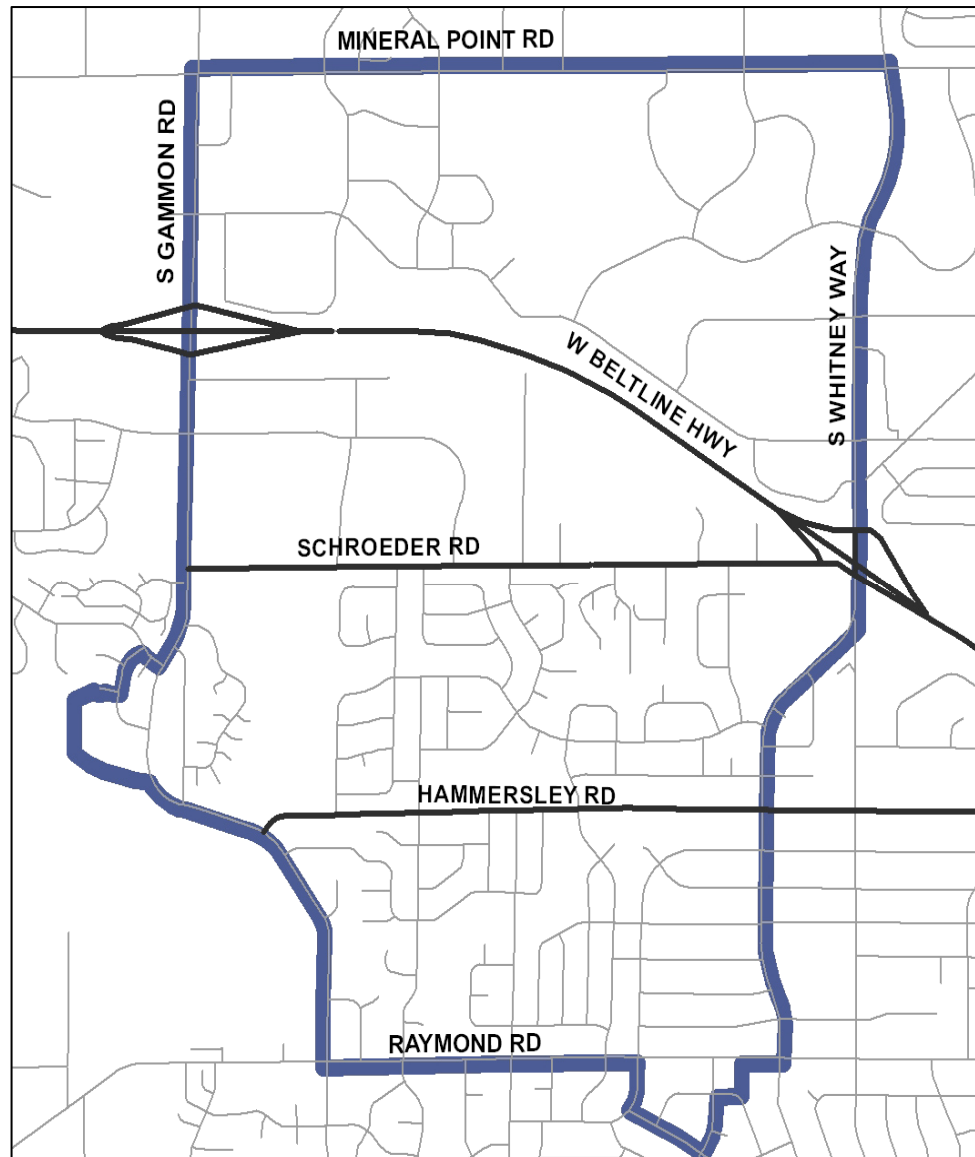 MINERAL POINT RD
S GAMMON RD
S WHITNEY WAY
W BELTLINE HWY
SCHROEDER RD
HAMMERSLEY RD
RAYMOND RD